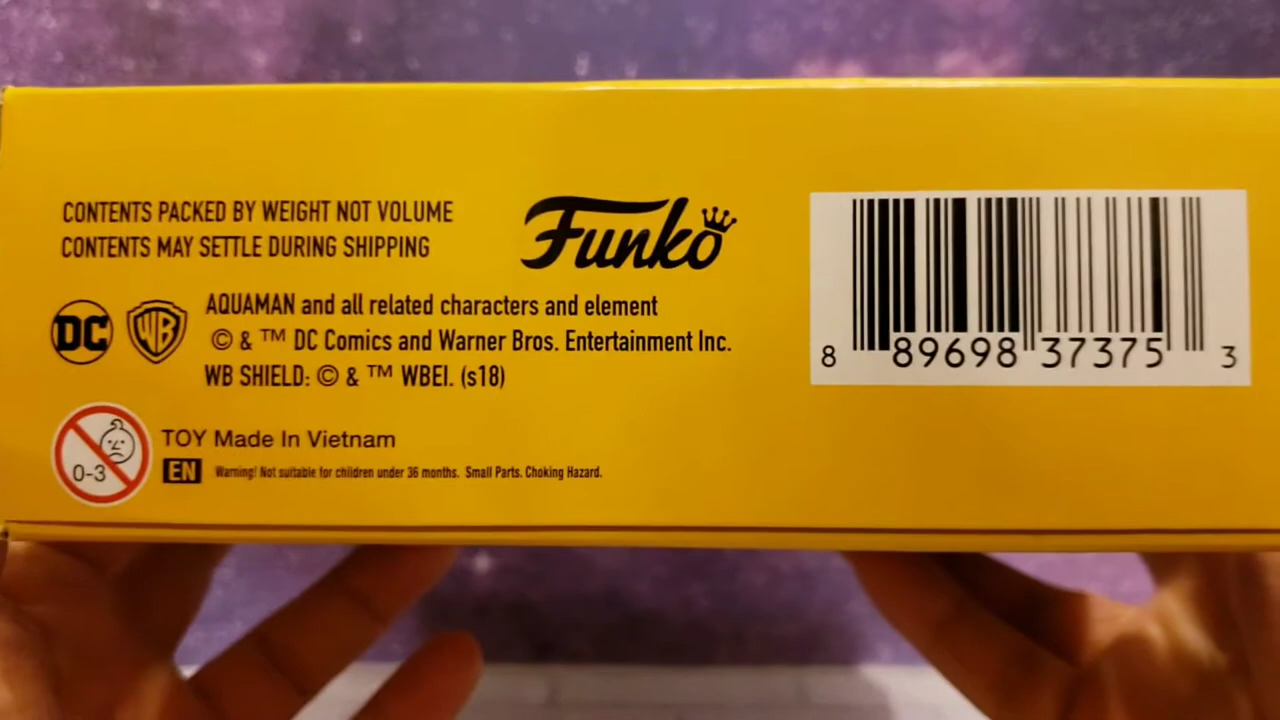 CONTENTS PACKED BY WEIGHT NOT VOLUME
CONTENTS MAY SETTLE DURING SHIPPING
Funko
DC
WB
AQUAMAN and all related characters and element
© & ™ DC Comics and Warner Bros. Entertainment Inc.
WB SHIELD: © & ™ WBEI. (s18)
0-3
TOY Made In Vietnam
EN Warning! Not suitable for children under 36 months. Small Parts. Choking Hazard.
8 89698 37375 3